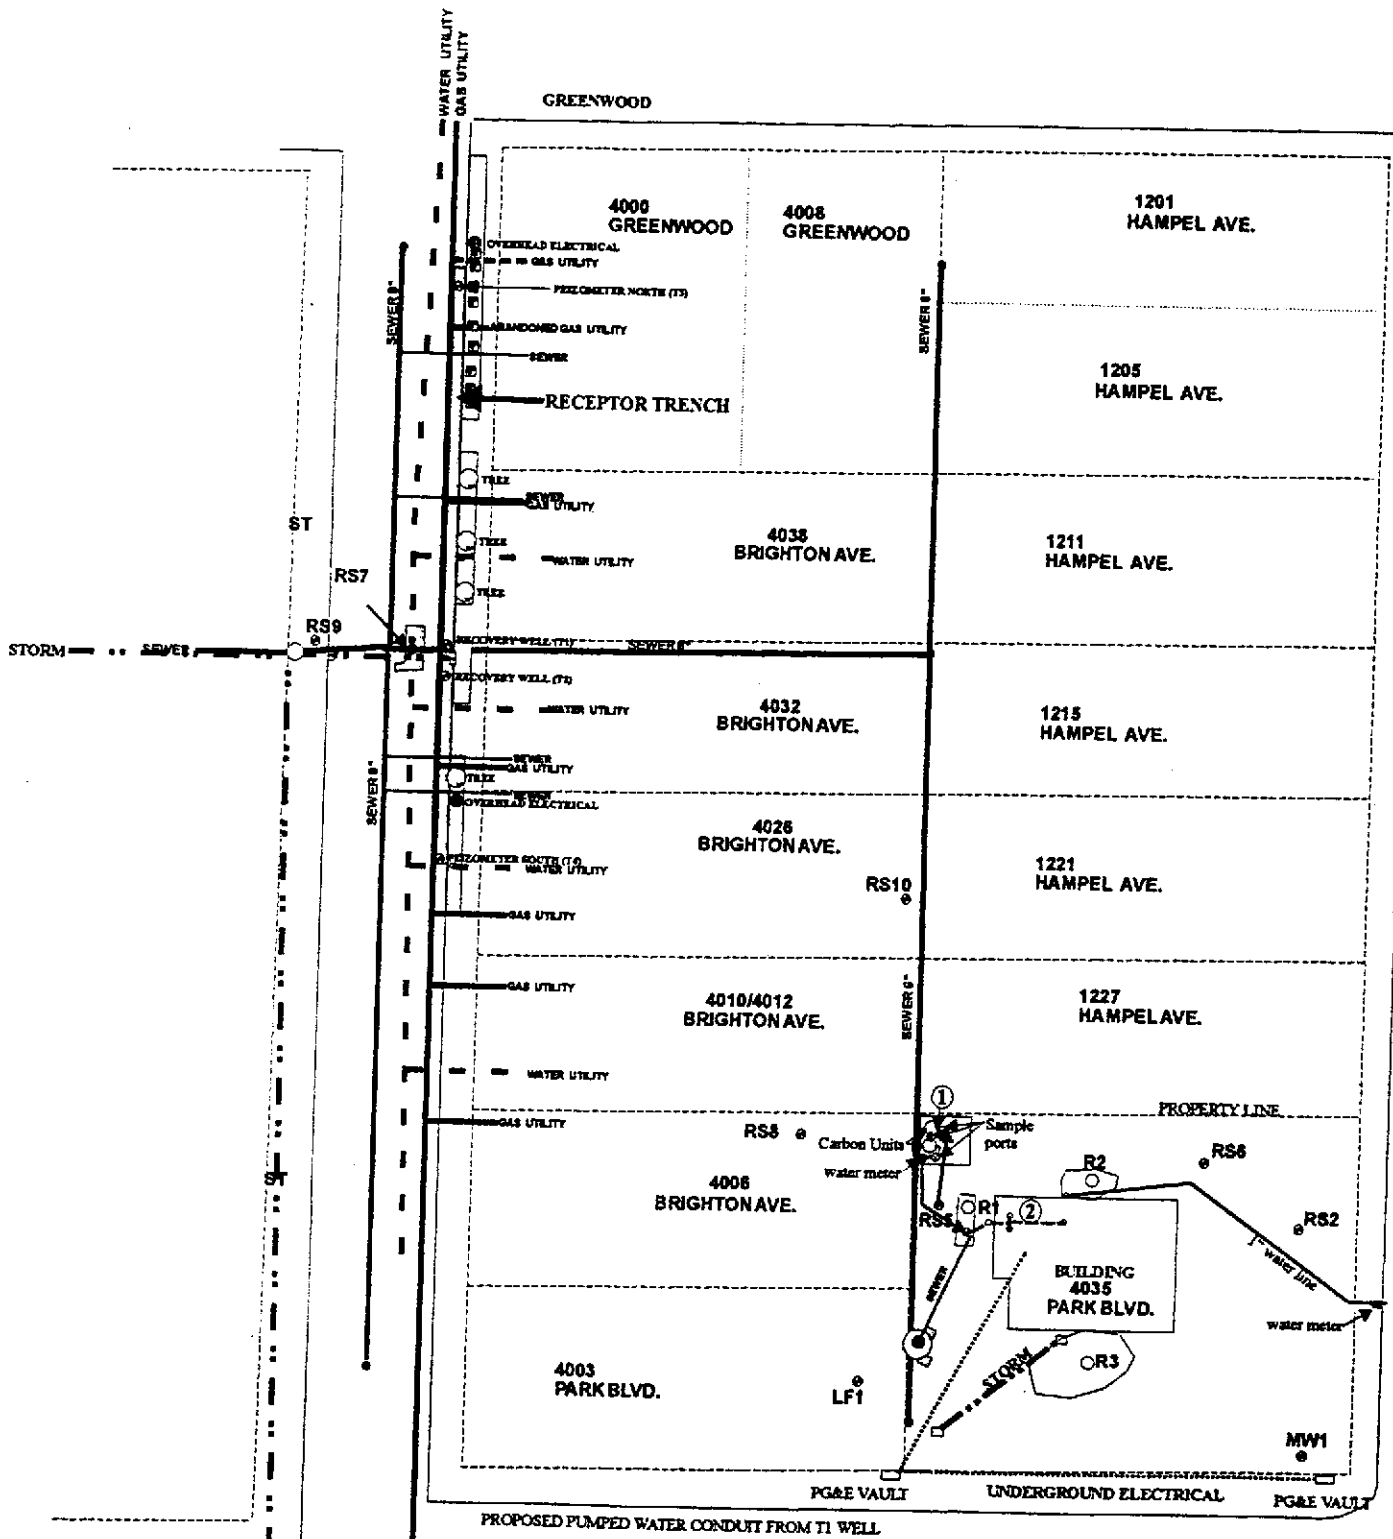 WATER UTILITY
GAS UTILITY
GREENWOOD
4000
GREENWOOD
4008
GREENWOOD
1201
HAMPEL AVE.
OVERHEAD ELECTRICAL
GAS UTILITY
PEIZOMETER NORTH (T3)
SEWER 8"
ABANDONED GAS UTILITY
SEWER
SEWER 6"
1205
HAMPEL AVE.
RECEPTOR TRENCH
TREE
SEWER
GAS UTILITY
ST
TREE
4038
BRIGHTON AVE.
1211
HAMPEL AVE.
WATER UTILITY
RS7
TREE
RS9
STORM
SEWER
RECOVERY WELL (T1)
SEWER 6"
RECOVERY WELL (T2)
4032
BRIGHTON AVE.
1215
HAMPEL AVE.
WATER UTILITY
SEWER
GAS UTILITY
TREE
SEWER 8"
SEWER
OVERHEAD ELECTRICAL
4026
BRIGHTON AVE.
PEIZOMETER SOUTH (T4)
WATER UTILITY
1221
HAMPEL AVE.
RS10
GAS UTILITY
GAS UTILITY
4010/4012
BRIGHTON AVE.
SEWER 6"
1227
HAMPEL AVE.
WATER UTILITY
1
PROPERTY LINE
GAS UTILITY
RS8
Carbon Units
Sample
ports
water meter
RS6
R2
ST
4006
BRIGHTON AVE.
RS5
R1
2
RS2
1" water line
SEWER
BUILDING
4035
PARK BLVD.
water meter
4003
PARK BLVD.
STORM
R3
LF1
MW1
PG&E VAULT
UNDERGROUND ELECTRICAL
PG&E VAULT
PROPOSED PUMPED WATER CONDUIT FROM T1 WELL